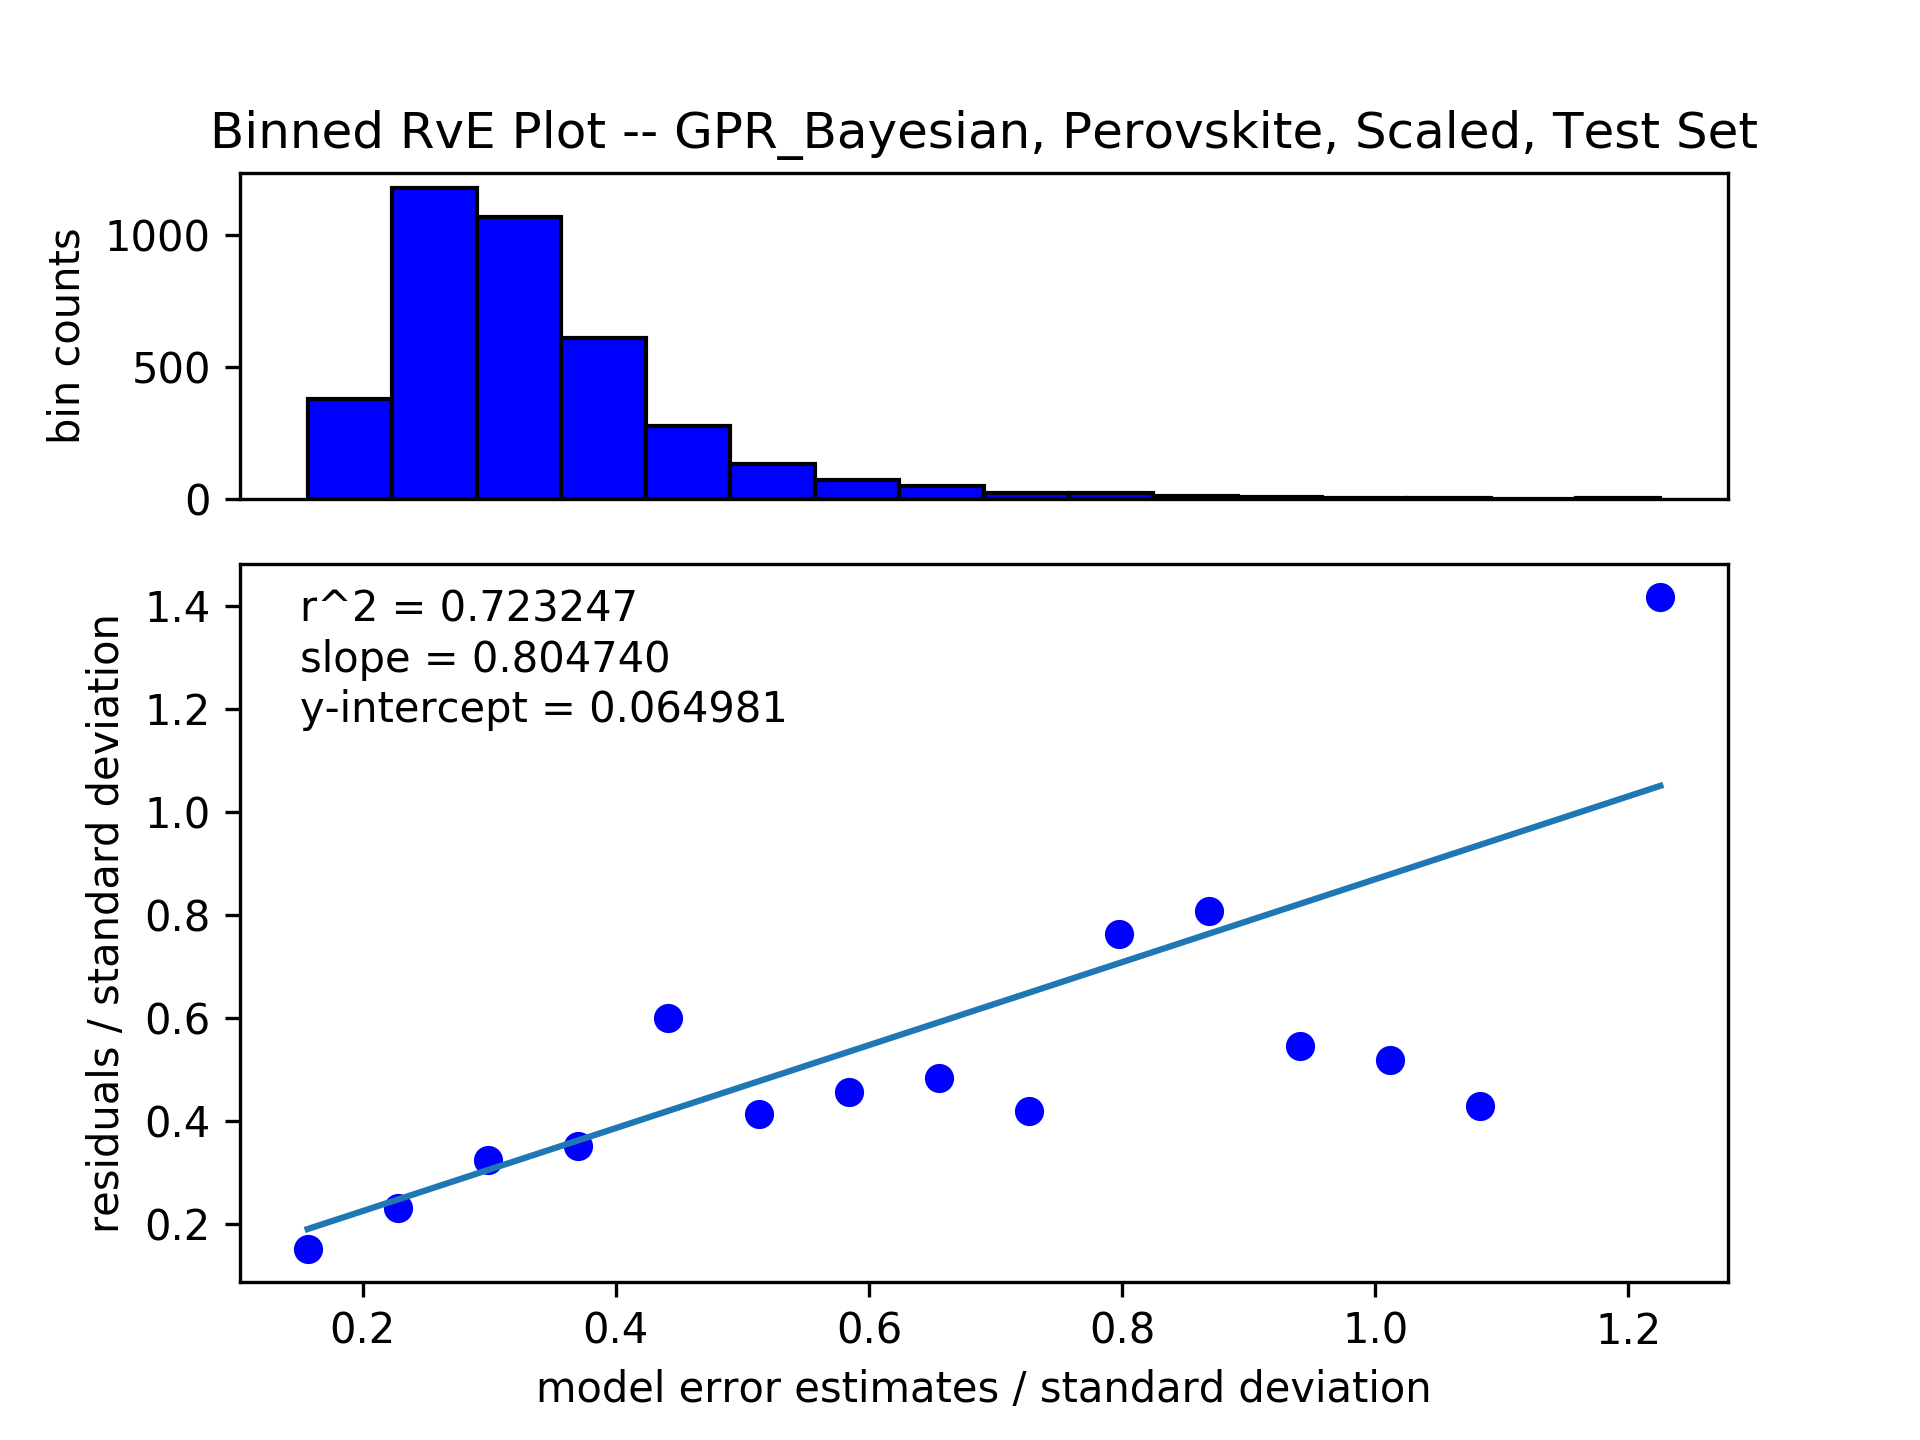 Binned RvE Plot -- GPR_Bayesian, Perovskite, Scaled, Test Set
bin counts
1000
500
0
r^2 = 0.723247
slope = 0.804740
y-intercept = 0.064981
residuals / standard deviation
1.4
1.2
1.0
0.8
0.6
0.4
0.2
0.2 0.4 0.6 0.8 1.0 1.2
model error estimates / standard deviation